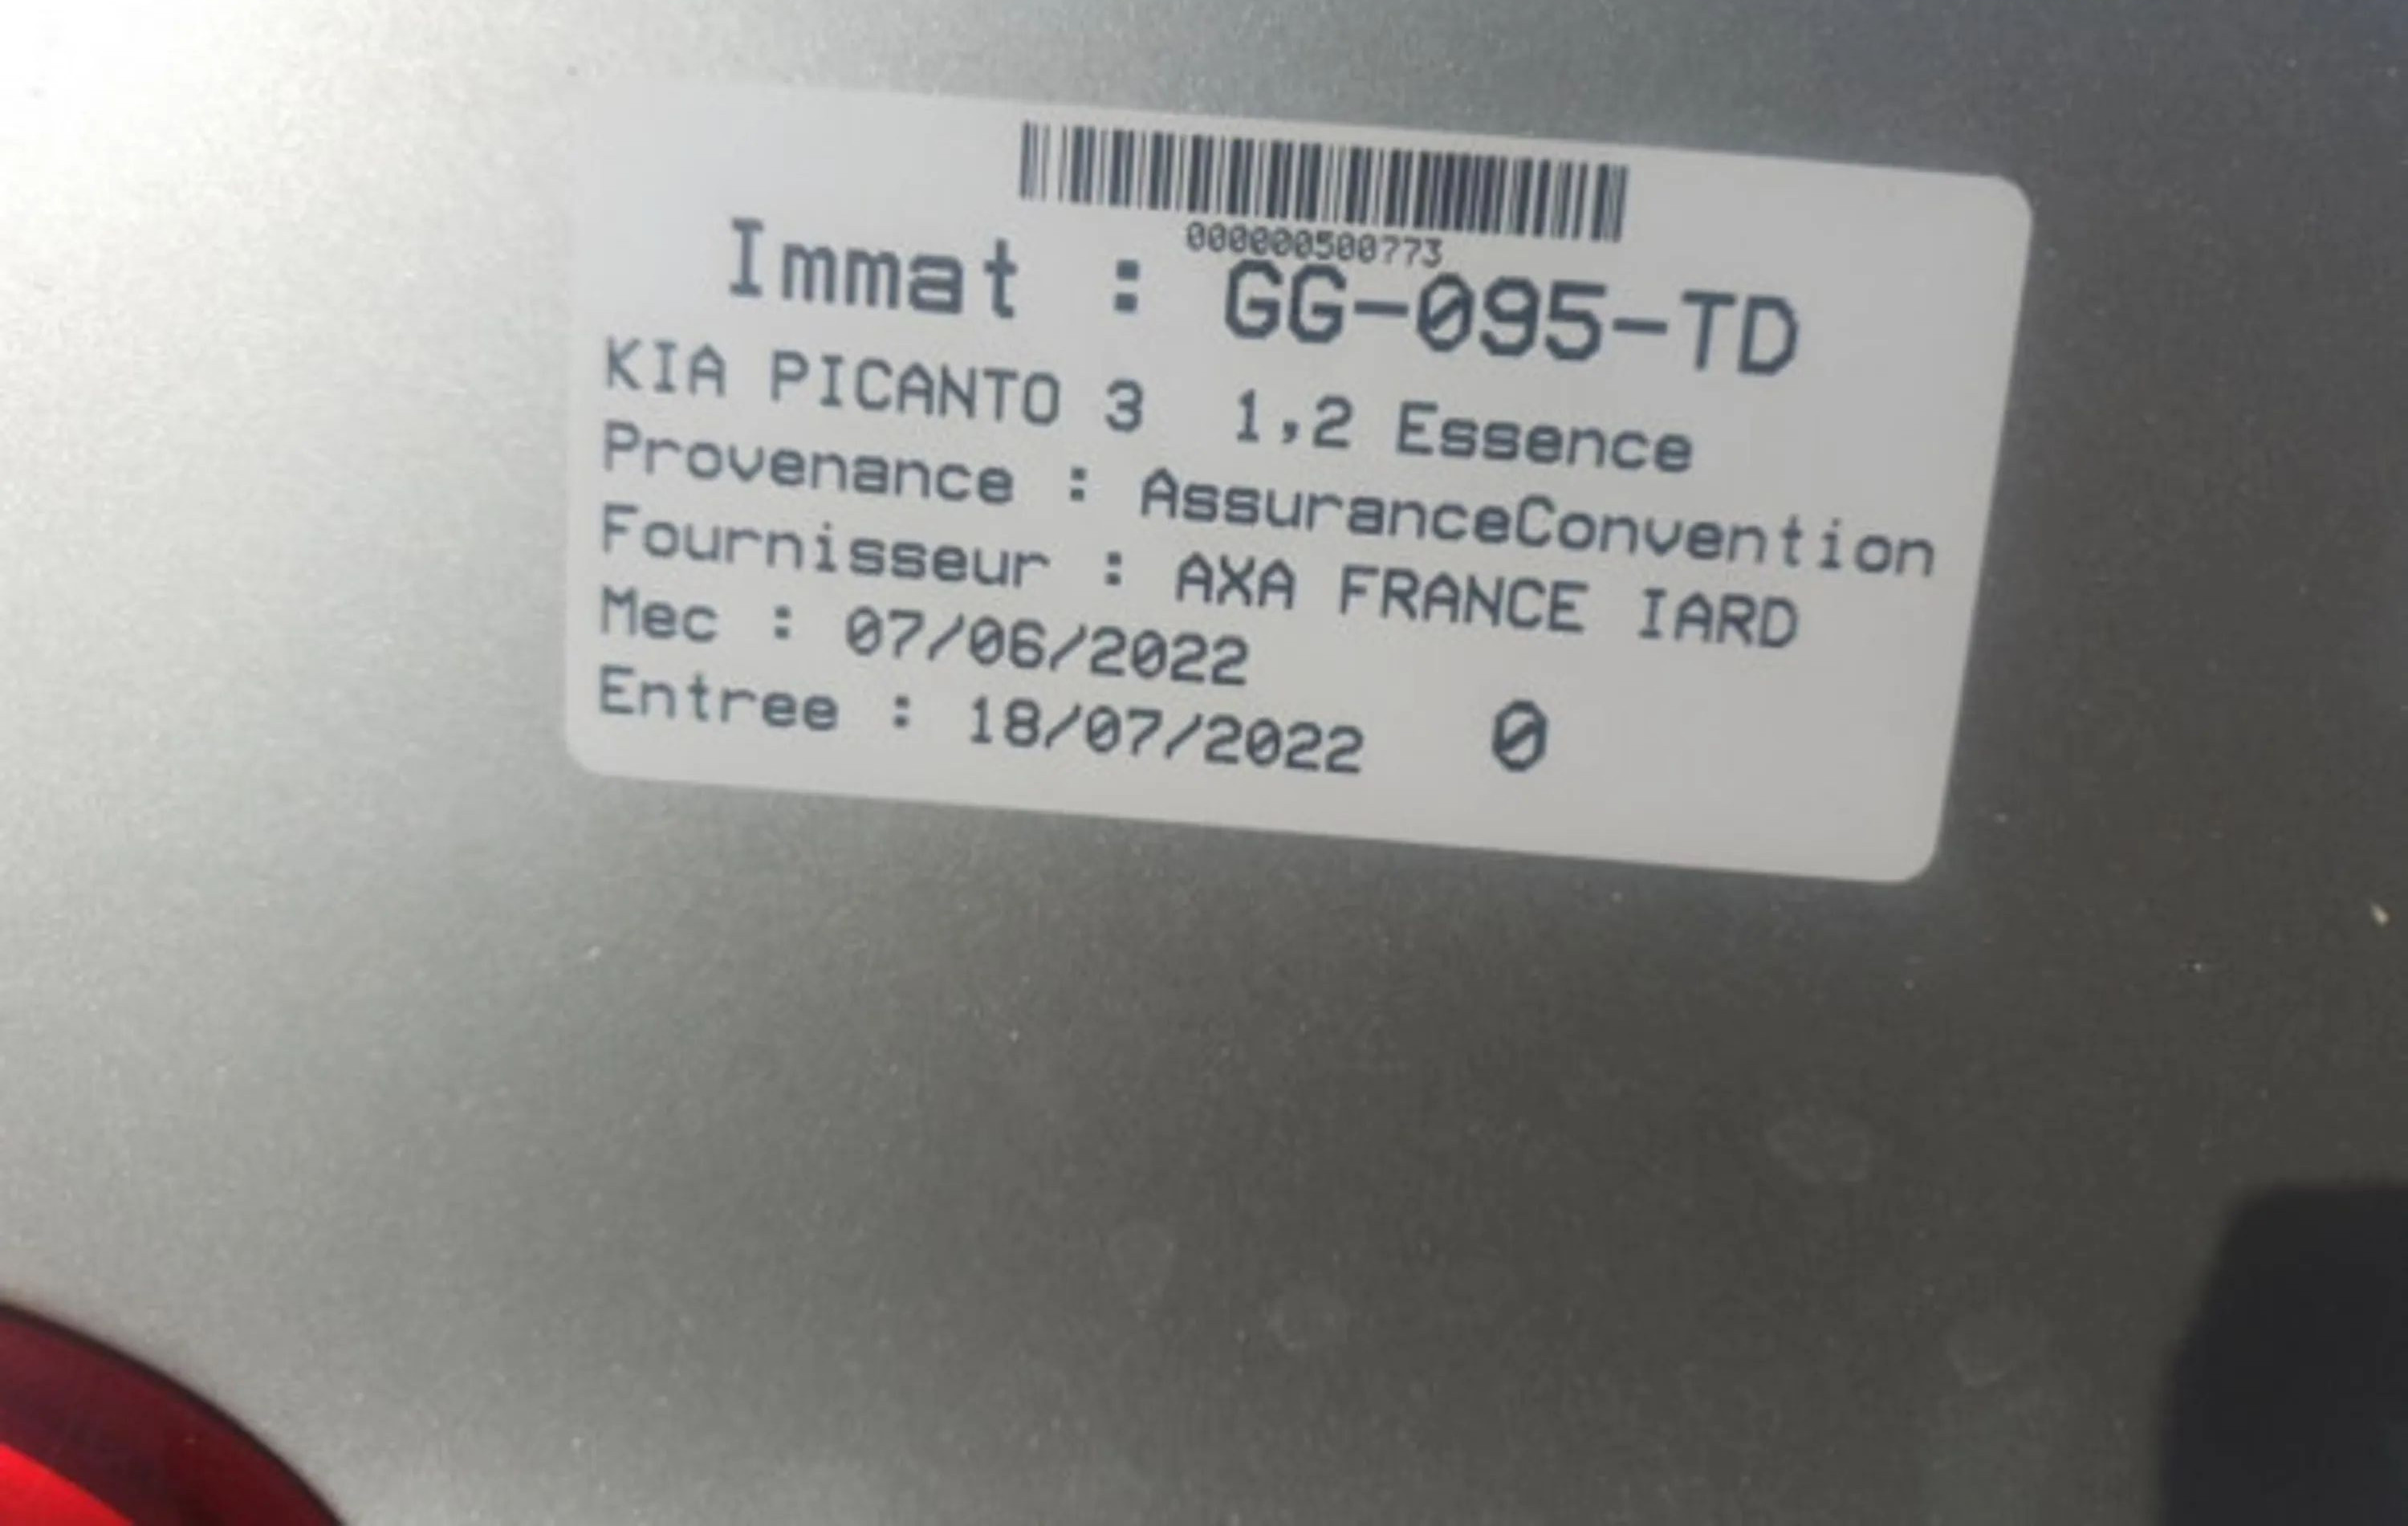 000000500773
Immat : GG-095-TD
KIA PICANTO 3 1,2 Essence
Provenance : AssuranceConvention
Fournisseur : AXA FRANCE IARD
Mec : 07/06/2022
Entree : 18/07/2022 0